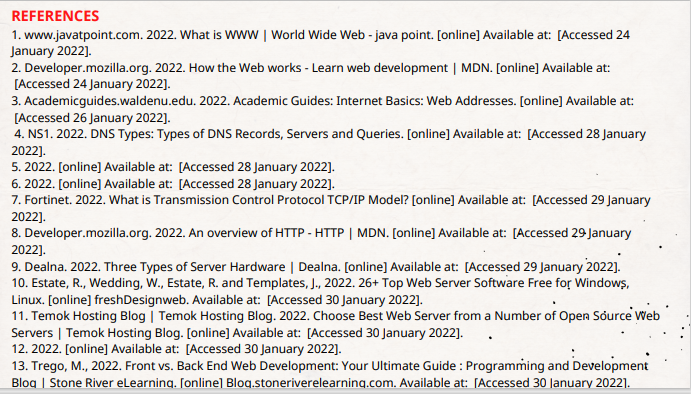 REFERENCES
1. www.javatpoint.com. 2022. What is WWW | World Wide Web - java point. [online] Available at:  [Accessed 24
January 2022].
2. Developer.mozilla.org. 2022. How the Web works - Learn web development | MDN. [online] Available at:
[Accessed 24 January 2022].
3. Academicguides.waldenu.edu. 2022. Academic Guides: Internet Basics: Web Addresses. [online] Available at:
[Accessed 26 January 2022].
4. NS1. 2022. DNS Types: Types of DNS Records, Servers and Queries. [online] Available at:  [Accessed 28 January
2022].
5. 2022. [online] Available at:  [Accessed 28 January 2022].
6. 2022. [online] Available at:  [Accessed 28 January 2022].
7. Fortinet. 2022. What is Transmission Control Protocol TCP/IP Model? [online] Available at:  [Accessed 29 January
2022].
8. Developer.mozilla.org. 2022. An overview of HTTP - HTTP | MDN. [online] Available at:  [Accessed 29 January
2022].
9. Dealna. 2022. Three Types of Server Hardware | Dealna. [online] Available at:  [Accessed 29 January 2022].
10. Estate, R., Wedding, W., Estate, R. and Templates, J., 2022. 26+ Top Web Server Software Free for Windows,
Linux. [online] freshDesignweb. Available at:  [Accessed 30 January 2022].
11. Temok Hosting Blog | Temok Hosting Blog. 2022. Choose Best Web Server from a Number of Open Source Web
Servers | Temok Hosting Blog. [online] Available at:  [Accessed 30 January 2022].
12. 2022. [online] Available at:  [Accessed 30 January 2022].
13. Trego, M., 2022. Front vs. Back End Web Development: Your Ultimate Guide : Programming and Development
Blog | Stone River eLearning. [online] Blog.stoneriverelearning.com. Available at:  [Accessed 30 January 2022].